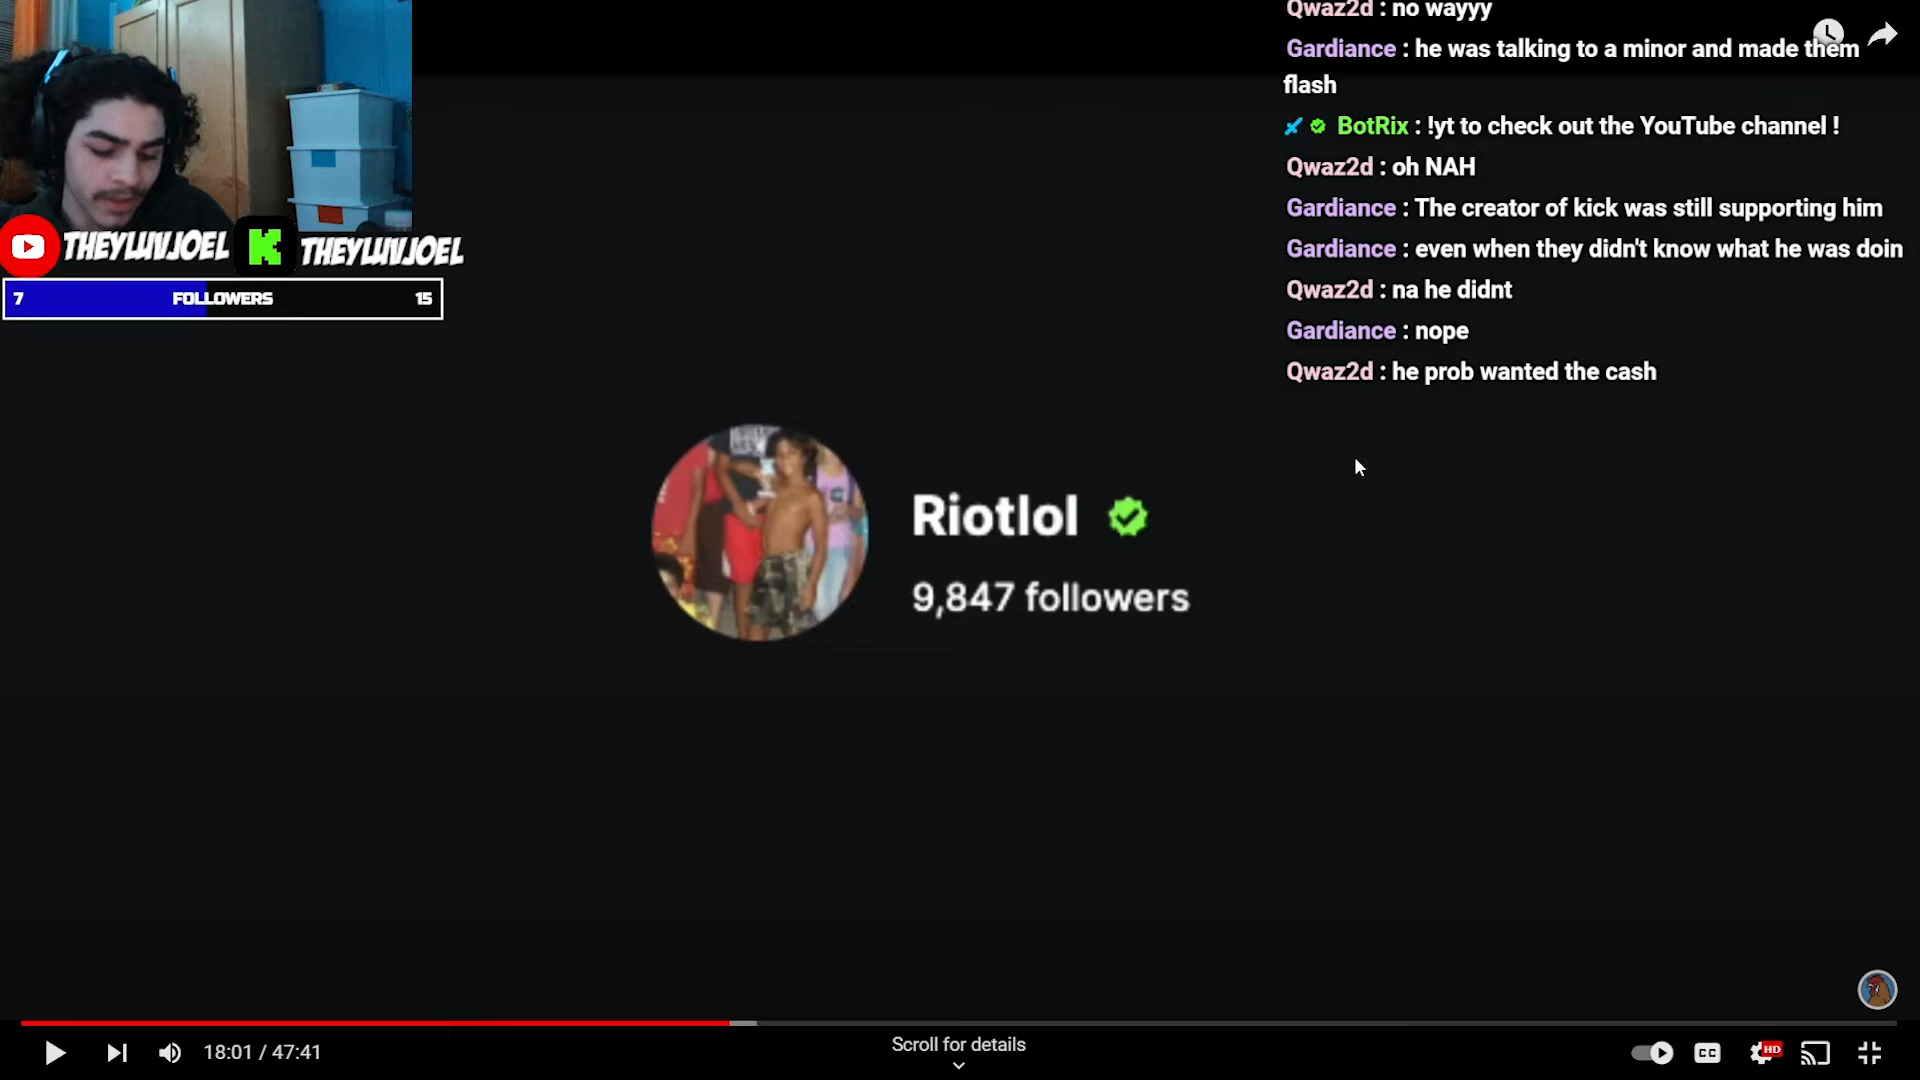 Qwaz2d : no wayyy
Gardiance : he was talking to a minor and made them
flash
BotRix : !yt to check out the YouTube channel !
Qwaz2d : oh NAH
Gardiance : The creator of kick was still supporting him
Gardiance : even when they didn't know what he was doin
Qwaz2d : na he didnt
Gardiance : nope
Qwaz2d : he prob wanted the cash
THEYLUVJOEL K THEYLUVJOEL
7 FOLLOWERS 15
Riotlol
9,847 followers
Scroll for details
18:01 / 47:41
CC HD